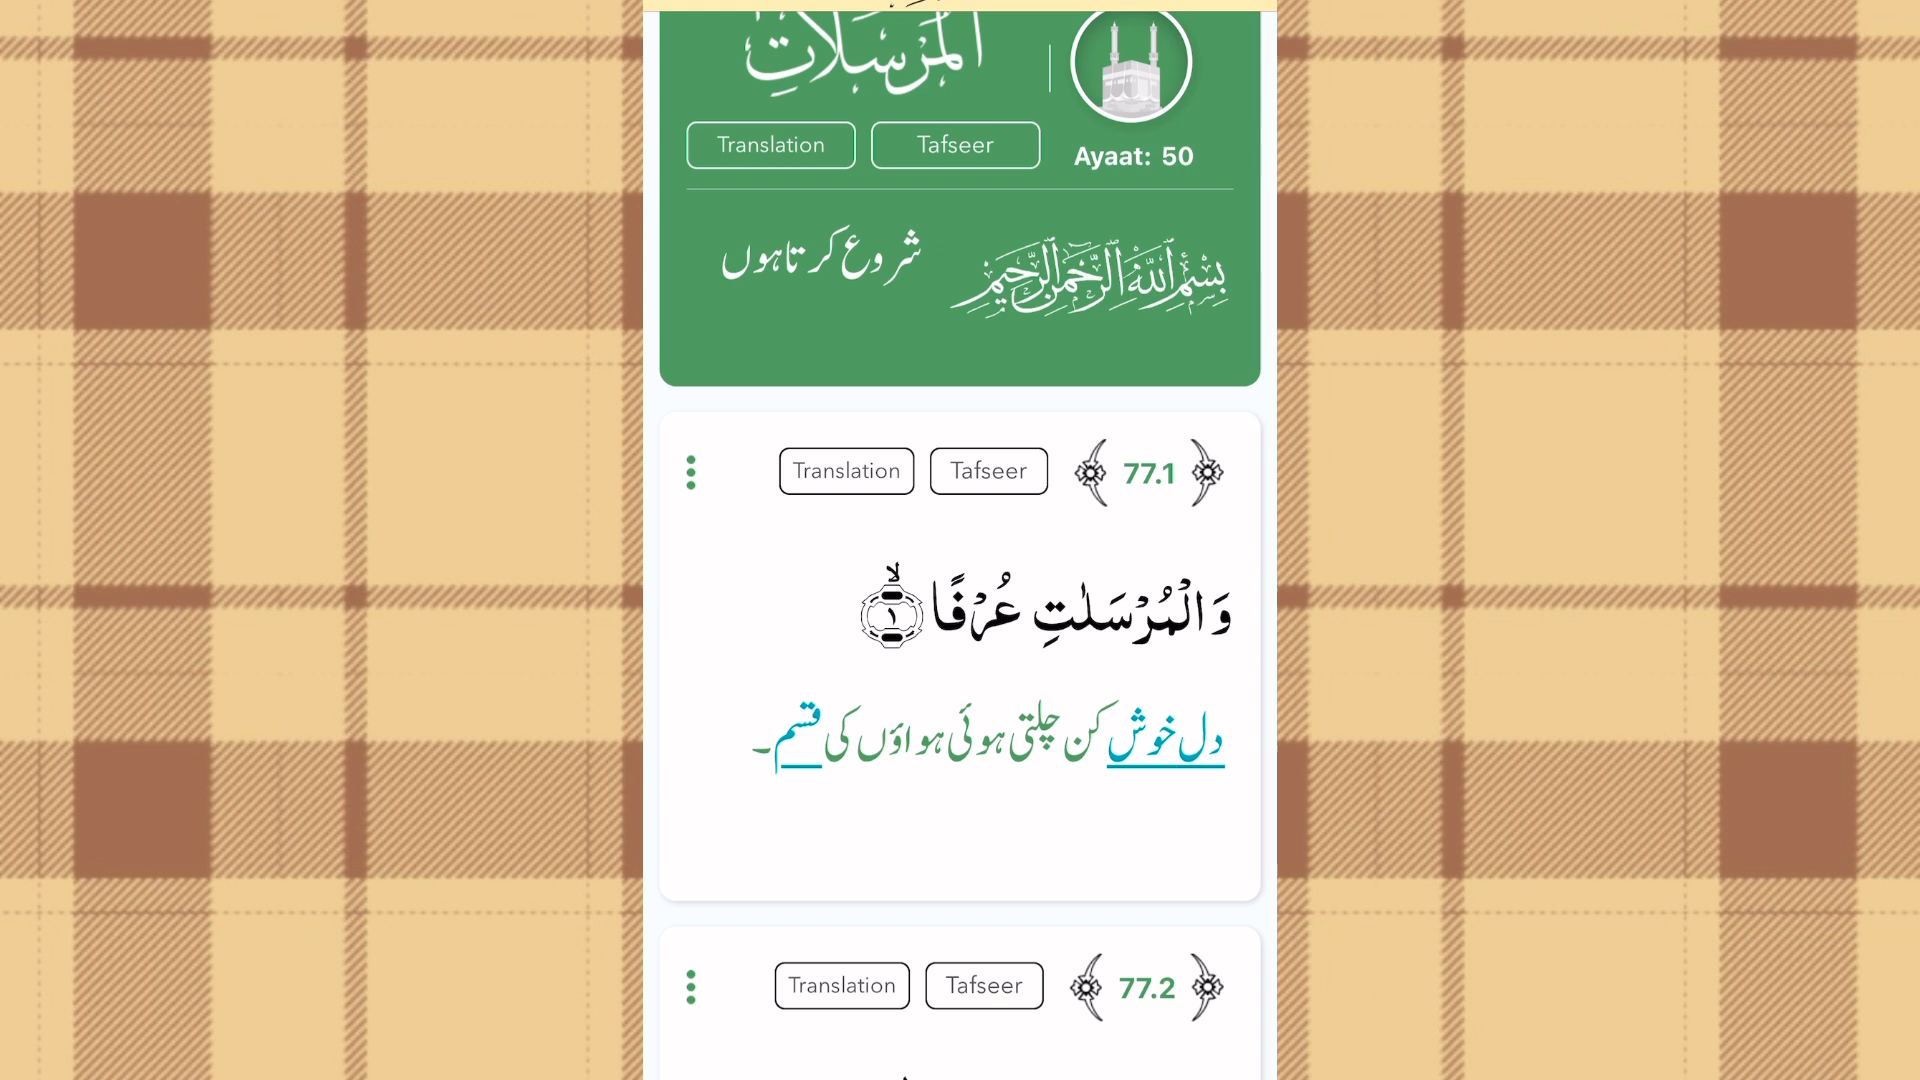 المرسلات
Translation Tafseer Ayaat: 50
بِسْمِ اللّٰهِ الرَّحْمٰنِ الرَّحِيْمِ شروع کرتا ہوں
Translation Tafseer 77.1
وَ الْمُرْسَلٰتِ عُرْفًاۙ ۱
دل خوش کن چلتی ہوئی ہواؤں کی قسم۔
Translation Tafseer 77.2